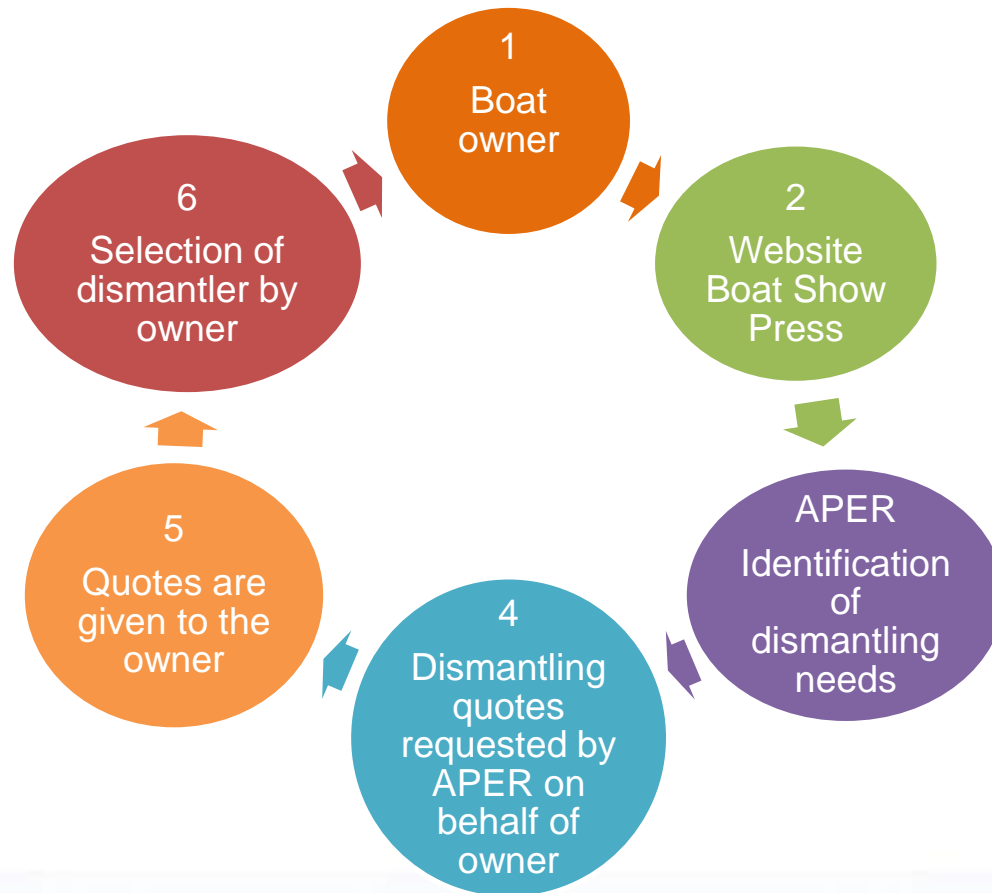 1
Boat
owner
2
Website
Boat Show
Press
APER
Identification
of
dismantling
needs
4
Dismantling
quotes
requested by
APER on
behalf of
owner
5
Quotes are
given to the
owner
6
Selection of
dismantler by
owner